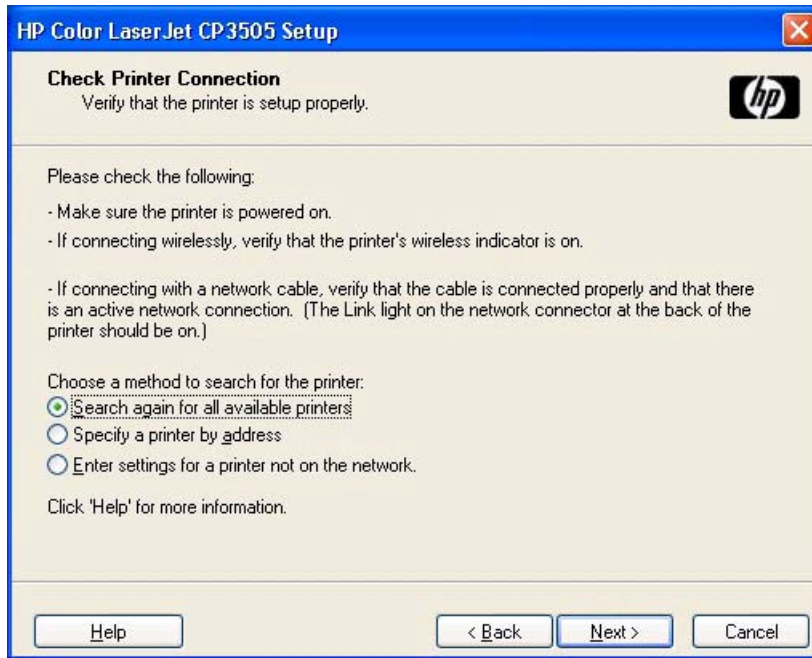 HP Color LaserJet CP3505 Setup
Check Printer Connection
Verify that the printer is setup properly.
hp
Please check the following:
- Make sure the printer is powered on.
- If connecting wirelessly, verify that the printer's wireless indicator is on.
- If connecting with a network cable, verify that the cable is connected properly and that there
is an active network connection. (The Link light on the network connector at the back of the
printer should be on.)
Choose a method to search for the printer:
Search again for all available printers
Specify a printer by address
Enter settings for a printer not on the network.
Click 'Help' for more information.
Help
< Back
Next >
Cancel